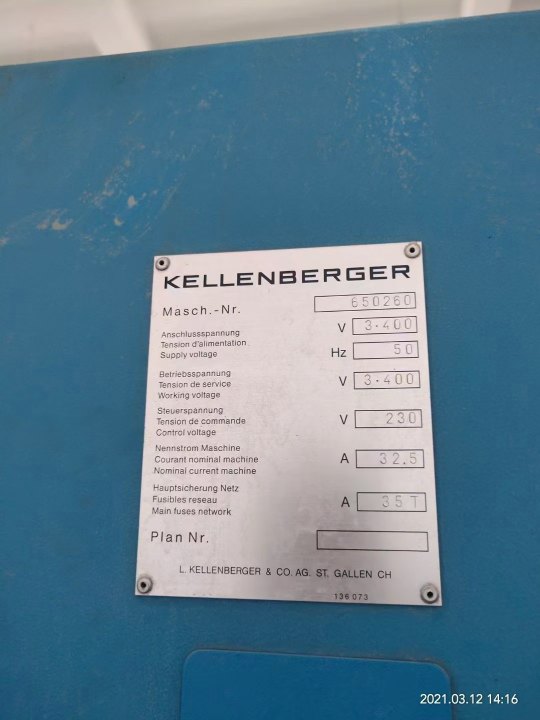 KELLENBERGER
Masch.-Nr. 650260
Anschlussspannung
Tension d'alimentation
Supply voltage
V 3·400
Hz 50
Betriebsspannung
Tension de service
Working voltage
V 3·400
Steuerspannung
Tension de commande
Control voltage
V 230
Nennstrom Maschine
Courant nominal machine
Nominal current machine
A 32.5
Hauptsicherung Netz
Fusibles reseau
Main fuses network
A 35T
Plan Nr.
L. KELLENBERGER & CO. AG. ST. GALLEN CH
136 073
2021.03.12 14:16